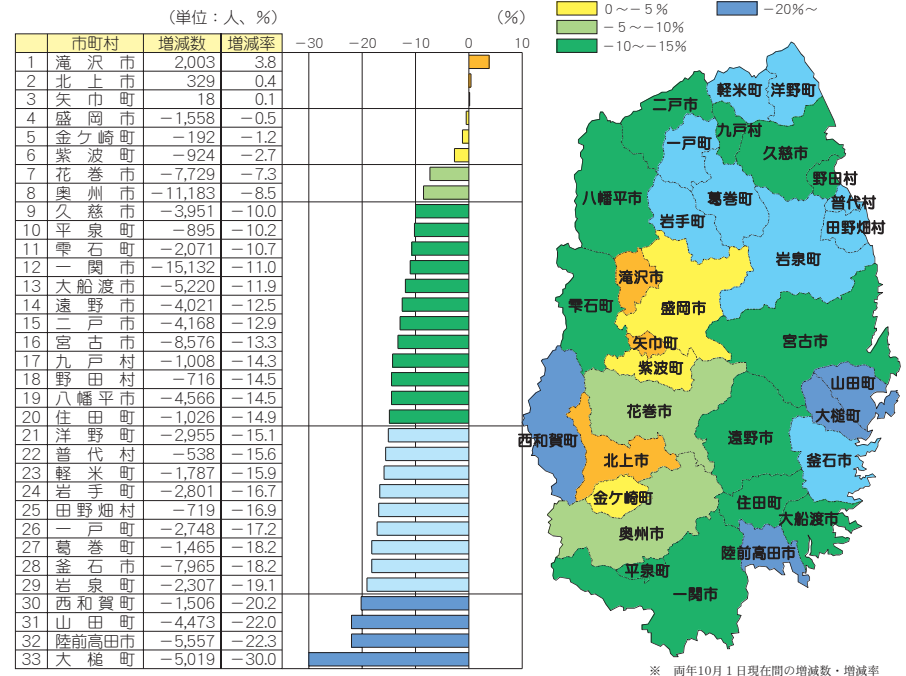 （単位：人、％）
（％）
市町村 増減数 増減率
−30 −20 −10 0 10
1 滝沢市 2,003 3.8
2 北上市 329 0.4
3 矢巾町 18 0.1
4 盛岡市 −1,558 −0.5
5 金ケ崎町 −192 −1.2
6 紫波町 −924 −2.7
7 花巻市 −7,729 −7.3
8 奥州市 −11,183 −8.5
9 久慈市 −3,951 −10.0
10 平泉町 −895 −10.2
11 雫石町 −2,071 −10.7
12 一関市 −15,132 −11.0
13 大船渡市 −5,220 −11.9
14 遠野市 −4,021 −12.5
15 二戸市 −4,168 −12.9
16 宮古市 −8,576 −13.3
17 九戸村 −1,008 −14.3
18 野田村 −716 −14.5
19 八幡平市 −4,566 −14.5
20 住田町 −1,026 −14.9
21 洋野町 −2,955 −15.1
22 普代村 −538 −15.6
23 軽米町 −1,787 −15.9
24 岩手町 −2,801 −16.7
25 田野畑村 −719 −16.9
26 一戸町 −2,748 −17.2
27 葛巻町 −1,465 −18.2
28 釜石市 −7,965 −18.2
29 岩泉町 −2,307 −19.1
30 西和賀町 −1,506 −20.2
31 山田町 −4,473 −22.0
32 陸前高田市 −5,557 −22.3
33 大槌町 −5,019 −30.0
0～−5％
−5～−10%
−10～−15%
−20%～
軽米町
洋野町
二戸市
九戸村
一戸町
久慈市
野田村
八幡平市
葛巻町
普代村
岩手町
田野畑村
岩泉町
滝沢市
雫石町
盛岡市
矢巾町
宮古市
紫波町
山田町
花巻市
大槌町
西和賀町
遠野市
北上市
釜石市
金ケ崎町
住田町
大船渡市
奥州市
陸前高田市
平泉町
一関市
※　両年10月１日現在間の増減数・増減率